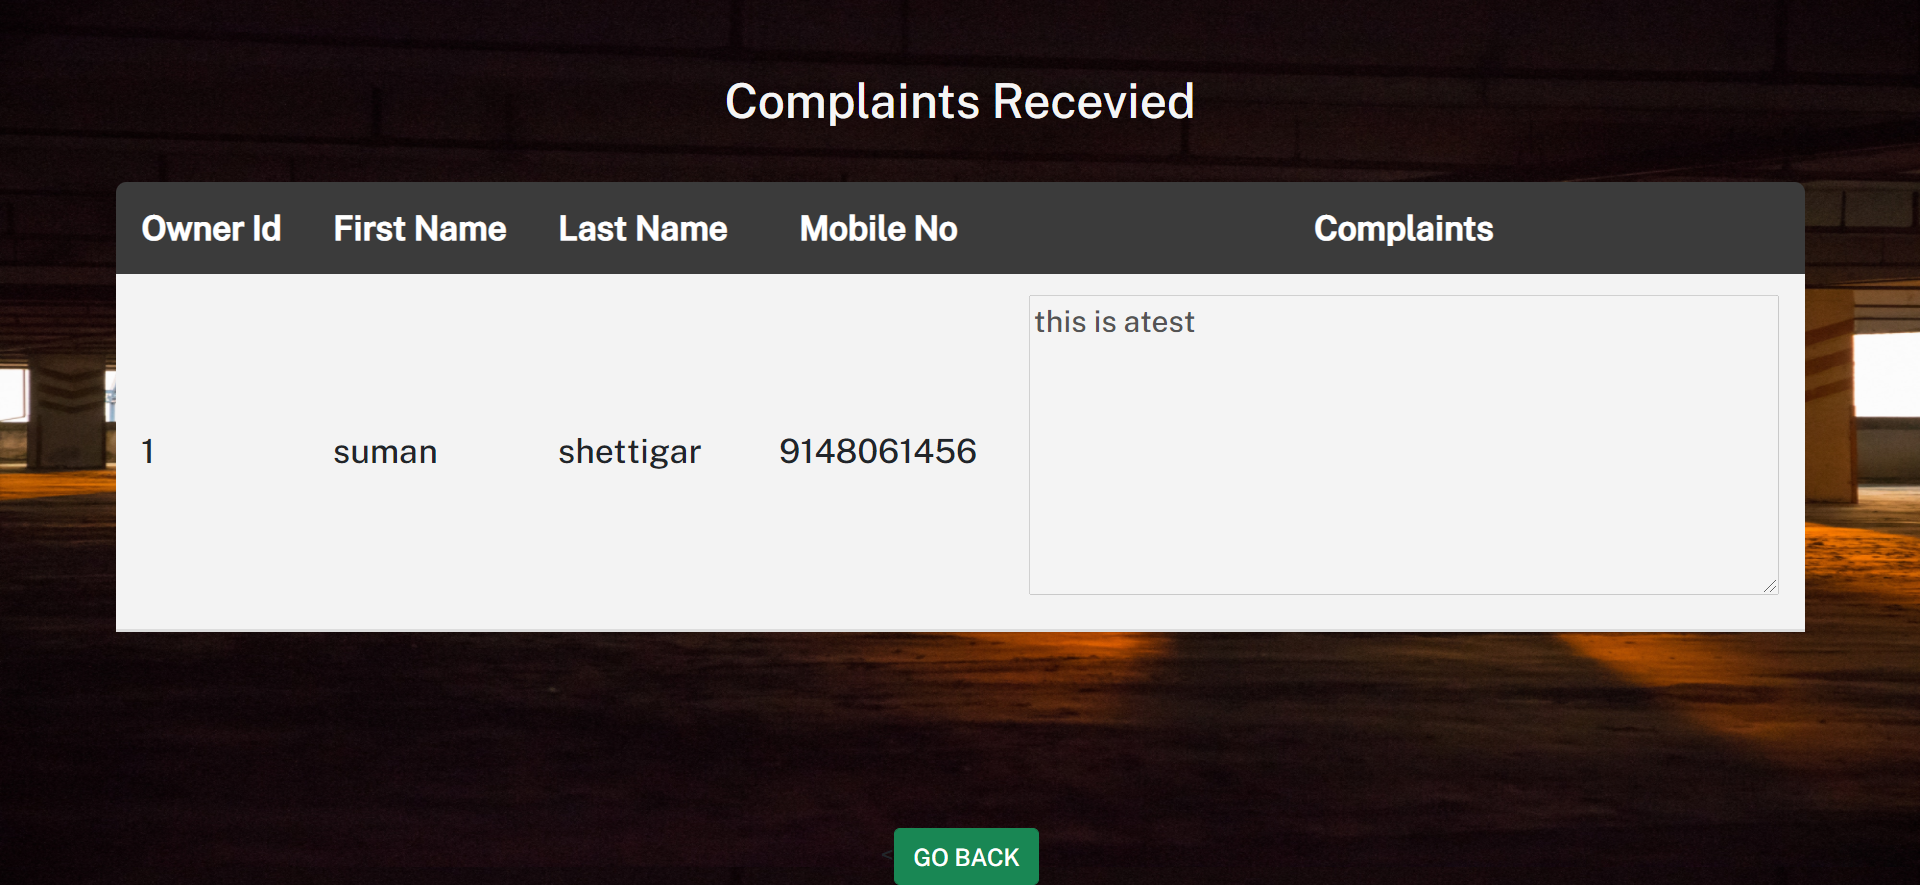 Complaints Recevied
Owner Id First Name Last Name Mobile No Complaints
this is atest
1 suman shettigar 9148061456
< GO BACK